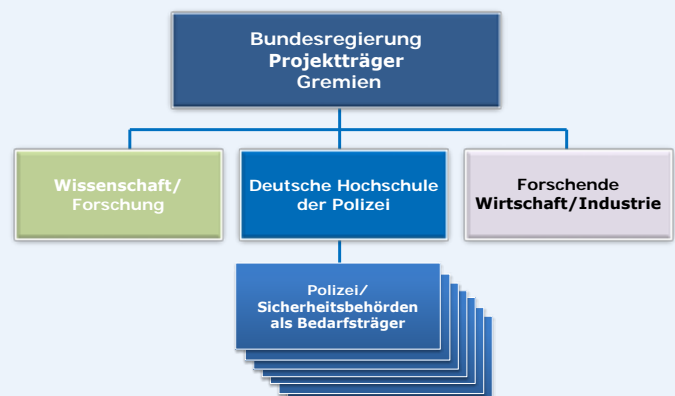 Bundesregierung
Projektträger
Gremien
Wissenschaft/
Forschung
Deutsche Hochschule
der Polizei
Forschende
Wirtschaft/Industrie
Polizei/
Sicherheitsbehörden
als Bedarfsträger